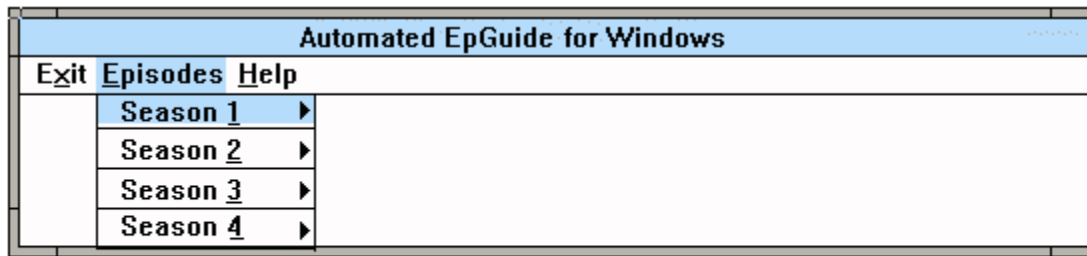 Automated EpGuide for Windows
Exit Episodes Help
Season 1
Season 2
Season 3
Season 4